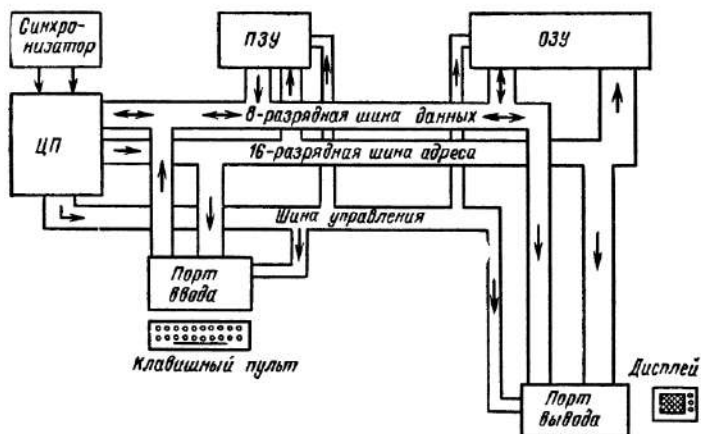 Синхро-
низатор
ПЗУ
ОЗУ
ЦП
8-разрядная шина данных
16-разрядная шина адреса
Шина управления
Порт
ввода
Клавишный пульт
Дисплей
Порт
вывода